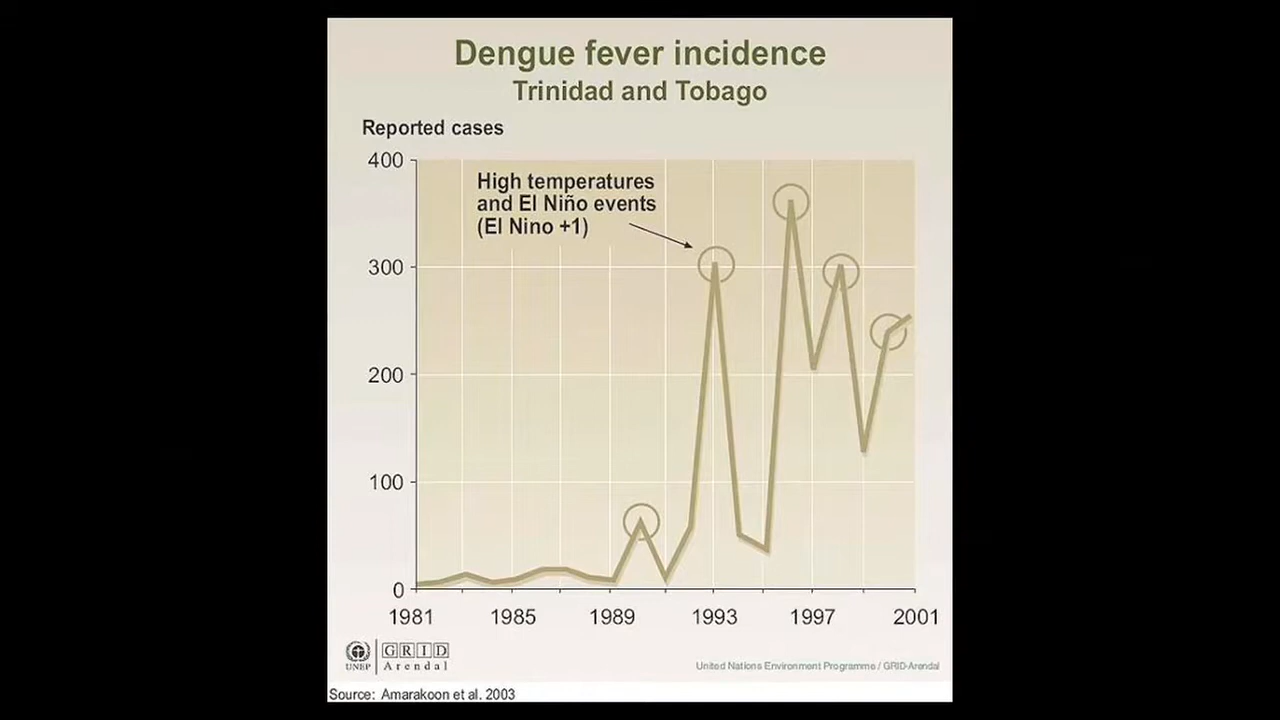 Dengue fever incidence
Trinidad and Tobago
Reported cases
400
High temperatures
and El Niño events
(El Nino +1)
300
200
100
0
1981 1985 1989 1993 1997 2001
UNEP
GRID
Arendal
United Nations Environment Programme / GRID-Arendal
Source: Amarakoon et al. 2003